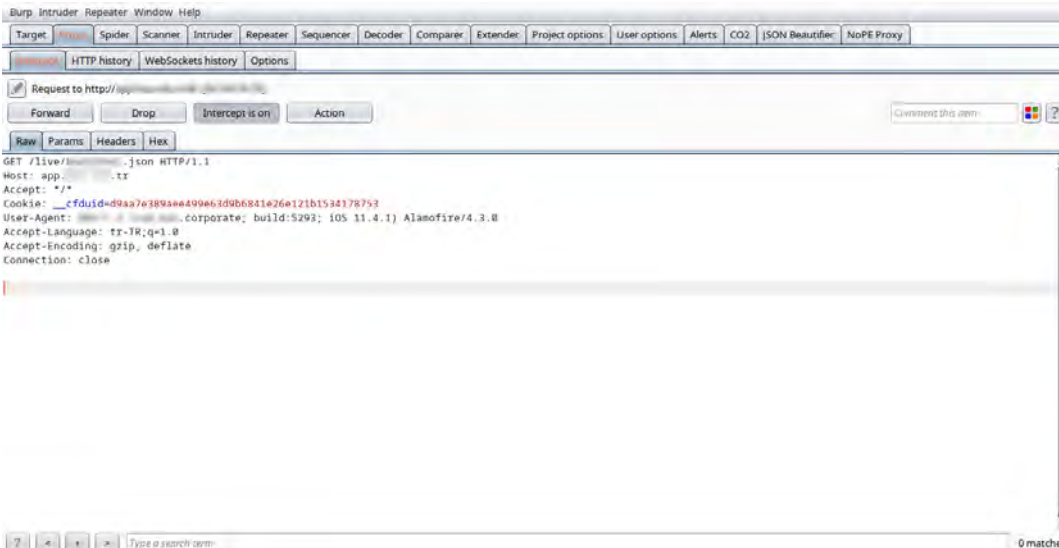 Burp Intruder Repeater Window Help
Target Spider Scanner Intruder Repeater Sequencer Decoder Comparer Extender Project options User options Alerts CO2 JSON Beautifier NoPE Proxy
HTTP history WebSockets history Options
Request to http://
Forward Drop Intercept is on Action Comment this item ?
Raw Params Headers Hex
GET /live/ .json HTTP/1.1
Host: app. .tr
Accept: */*
Cookie: __cfduid=d9aa7e389aee499e63d9b6841e26e121b1534178753
User-Agent: .corporate; build:5293; iOS 11.4.1) Alamofire/4.3.0
Accept-Language: tr-TR;q=1.0
Accept-Encoding: gzip, deflate
Connection: close
? < + > Type a search term 0 matche